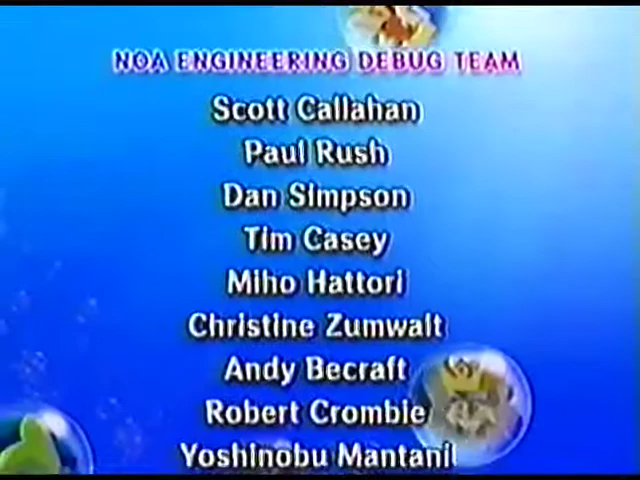 NOA ENGINEERING DEBUG TEAM
Scott Callahan
Paul Rush
Dan Simpson
Tim Casey
Miho Hattori
Christine Zumwalt
Andy Becraft
Robert Crombie
Yoshinobu Mantani